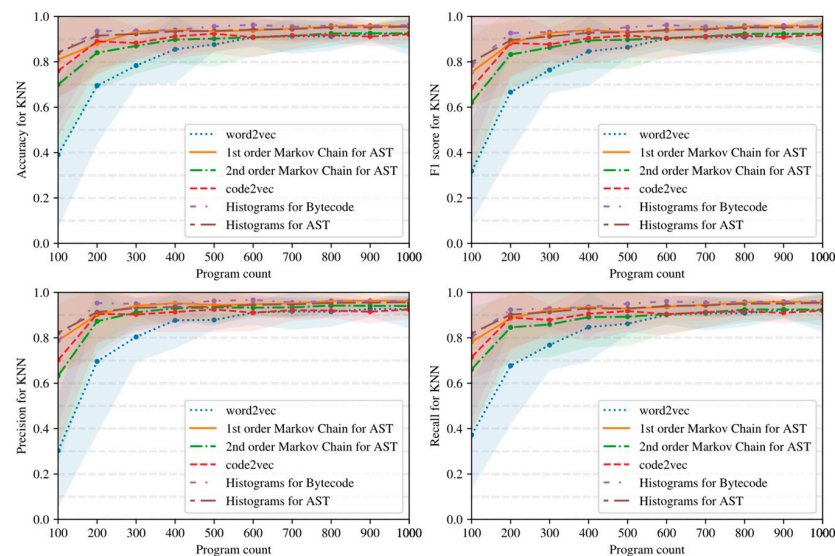 Accuracy for KNN
1.0
0.8
0.6
0.4
0.2
0.0
word2vec
1st order Markov Chain for AST
2nd order Markov Chain for AST
code2vec
Histograms for Bytecode
Histograms for AST
100 200 300 400 500 600 700 800 900 1000
Program count
F1 score for KNN
1.0
0.8
0.6
0.4
0.2
0.0
word2vec
1st order Markov Chain for AST
2nd order Markov Chain for AST
code2vec
Histograms for Bytecode
Histograms for AST
100 200 300 400 500 600 700 800 900 1000
Program count
Precision for KNN
1.0
0.8
0.6
0.4
0.2
0.0
word2vec
1st order Markov Chain for AST
2nd order Markov Chain for AST
code2vec
Histograms for Bytecode
Histograms for AST
100 200 300 400 500 600 700 800 900 1000
Program count
Recall for KNN
1.0
0.8
0.6
0.4
0.2
0.0
word2vec
1st order Markov Chain for AST
2nd order Markov Chain for AST
code2vec
Histograms for Bytecode
Histograms for AST
100 200 300 400 500 600 700 800 900 1000
Program count